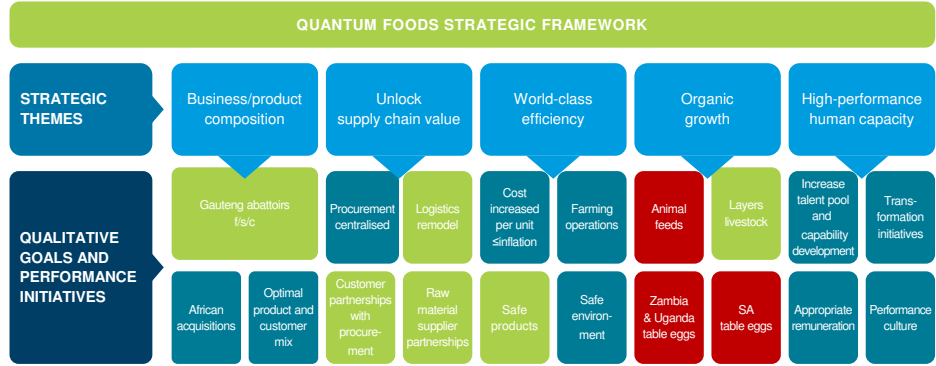 QUANTUM FOODS STRATEGIC FRAMEWORK
STRATEGIC
THEMES
Business/product
composition
Unlock
supply chain value
World-class
efficiency
Organic
growth
High-performance
human capacity
QUALITATIVE
GOALS AND
PERFORMANCE
INITIATIVES
Gauteng abattoirs
f/s/c
Procurement
centralised
Logistics
remodel
Cost
increased
per unit
≤inflation
Farming
operations
Animal
feeds
Layers
livestock
Increase
talent pool
and
capability
development
Trans-
formation
initiatives
African
acquisitions
Optimal
product and
customer
mix
Customer
partnerships
with
procure-
ment
Raw
material
supplier
partnerships
Safe
products
Safe
environ-
ment
Zambia
& Uganda
table eggs
SA
table eggs
Appropriate
remuneration
Performance
culture